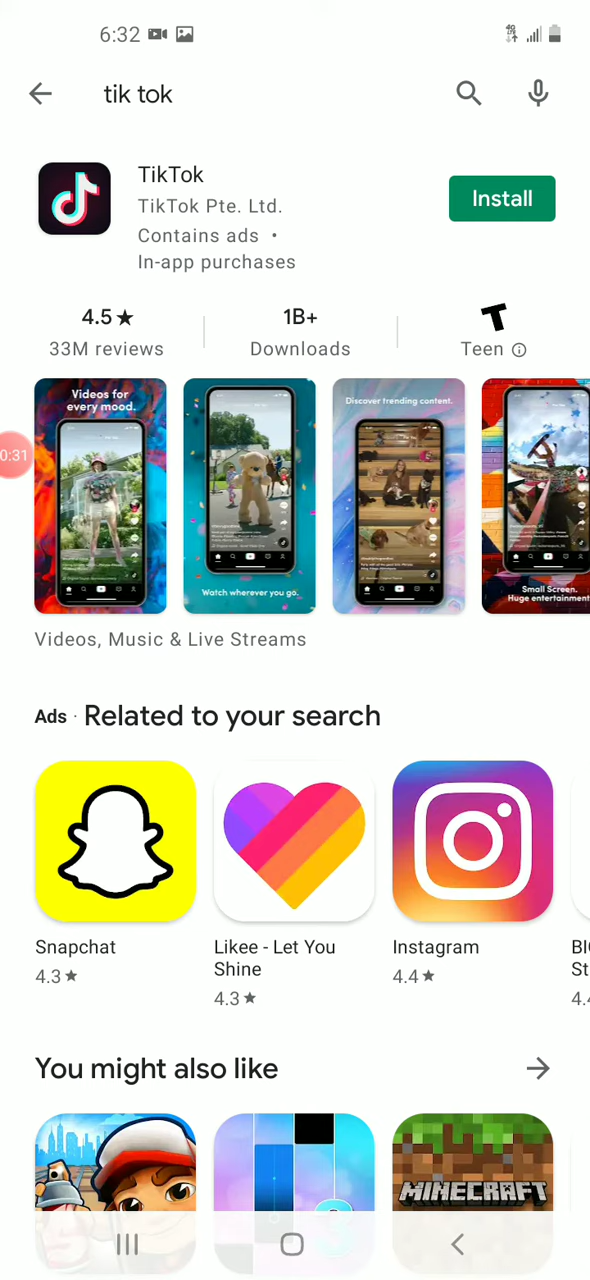 6:32
tik tok
TikTok
TikTok Pte. Ltd.
Contains ads •
In-app purchases
Install
4.5★
33M reviews
1B+
Downloads
T
Teen
0:31
Videos for
every mood.
Watch wherever you go.
Discover trending content.
Small Screen.
Huge entertainment
Videos, Music & Live Streams
Ads · Related to your search
Snapchat
4.3★
Likee - Let You
Shine
4.3★
Instagram
4.4★
St
4.4
You might also like
MINECRAFT